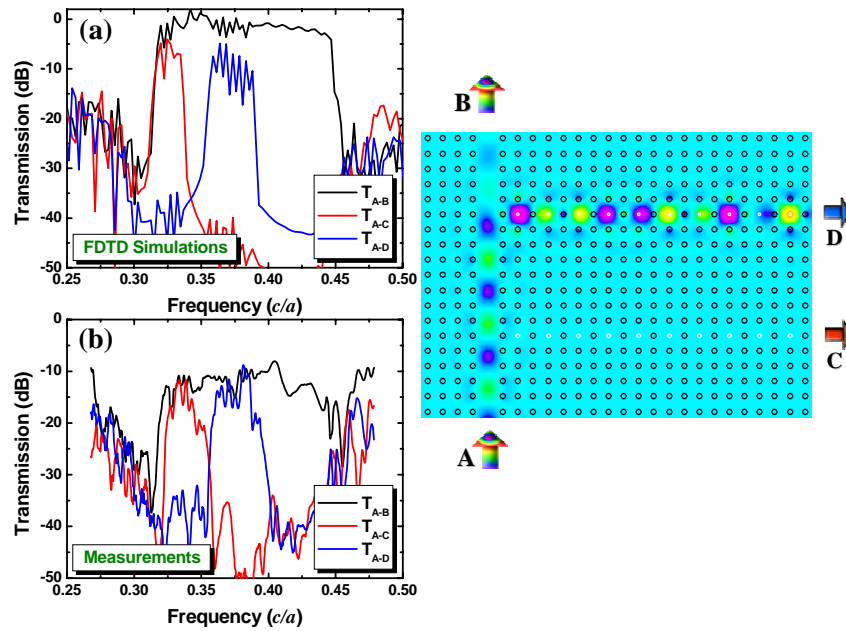 (a)
Transmission (dB)
0
-10
-20
-30
-40
-50
0.25 0.30 0.35 0.40 0.45 0.50
Frequency (c/a)
FDTD Simulations
T A-B
T A-C
T A-D
(b)
Transmission (dB)
0
-10
-20
-30
-40
-50
0.25 0.30 0.35 0.40 0.45 0.50
Frequency (c/a)
Measurements
T A-B
T A-C
T A-D
B
D
C
A